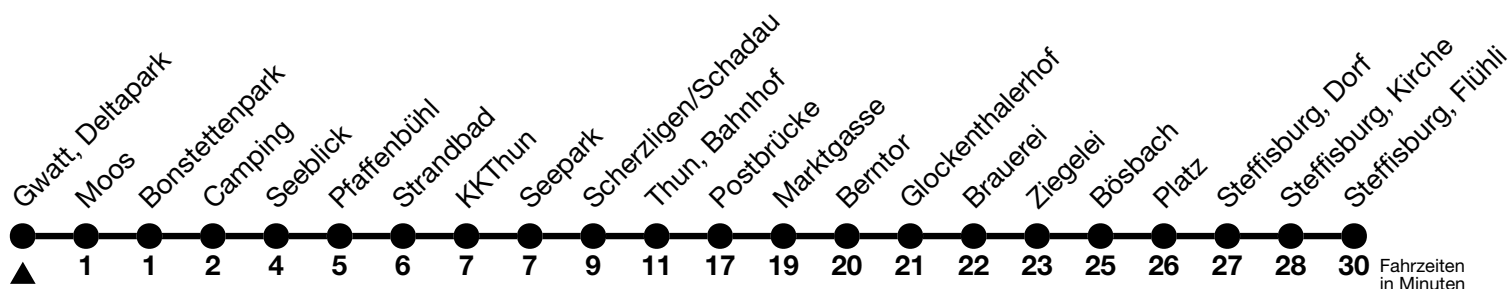 Gwatt, Deltapark
Moos
Bonstettenpark
Camping
Seeblick
Pfaffenbühl
Strandbad
KKThun
Seepark
Scherzligen/Schadau
Thun, Bahnhof
Postbrücke
Marktgasse
Berntor
Glockenthalerhof
Brauerei
Ziegelei
Bösbach
Platz
Steffisburg, Dorf
Steffisburg, Kirche
Steffisburg, Flühli
1 1 2 4 5 6 7 7 9 11 17 19 20 21 22 23 25 26 27 28 30
Fahrzeiten
in Minuten